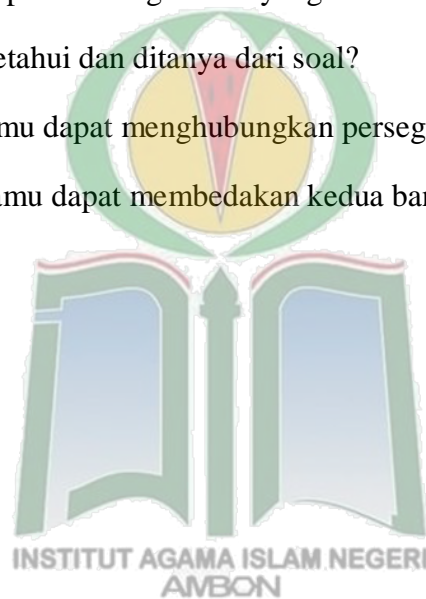 etahui dan ditanya dari soal?
mu dapat menghubungkan perseg
amu dapat membedakan kedua ban
INSTITUT AGAMA ISLAM NEGERI
AMBON